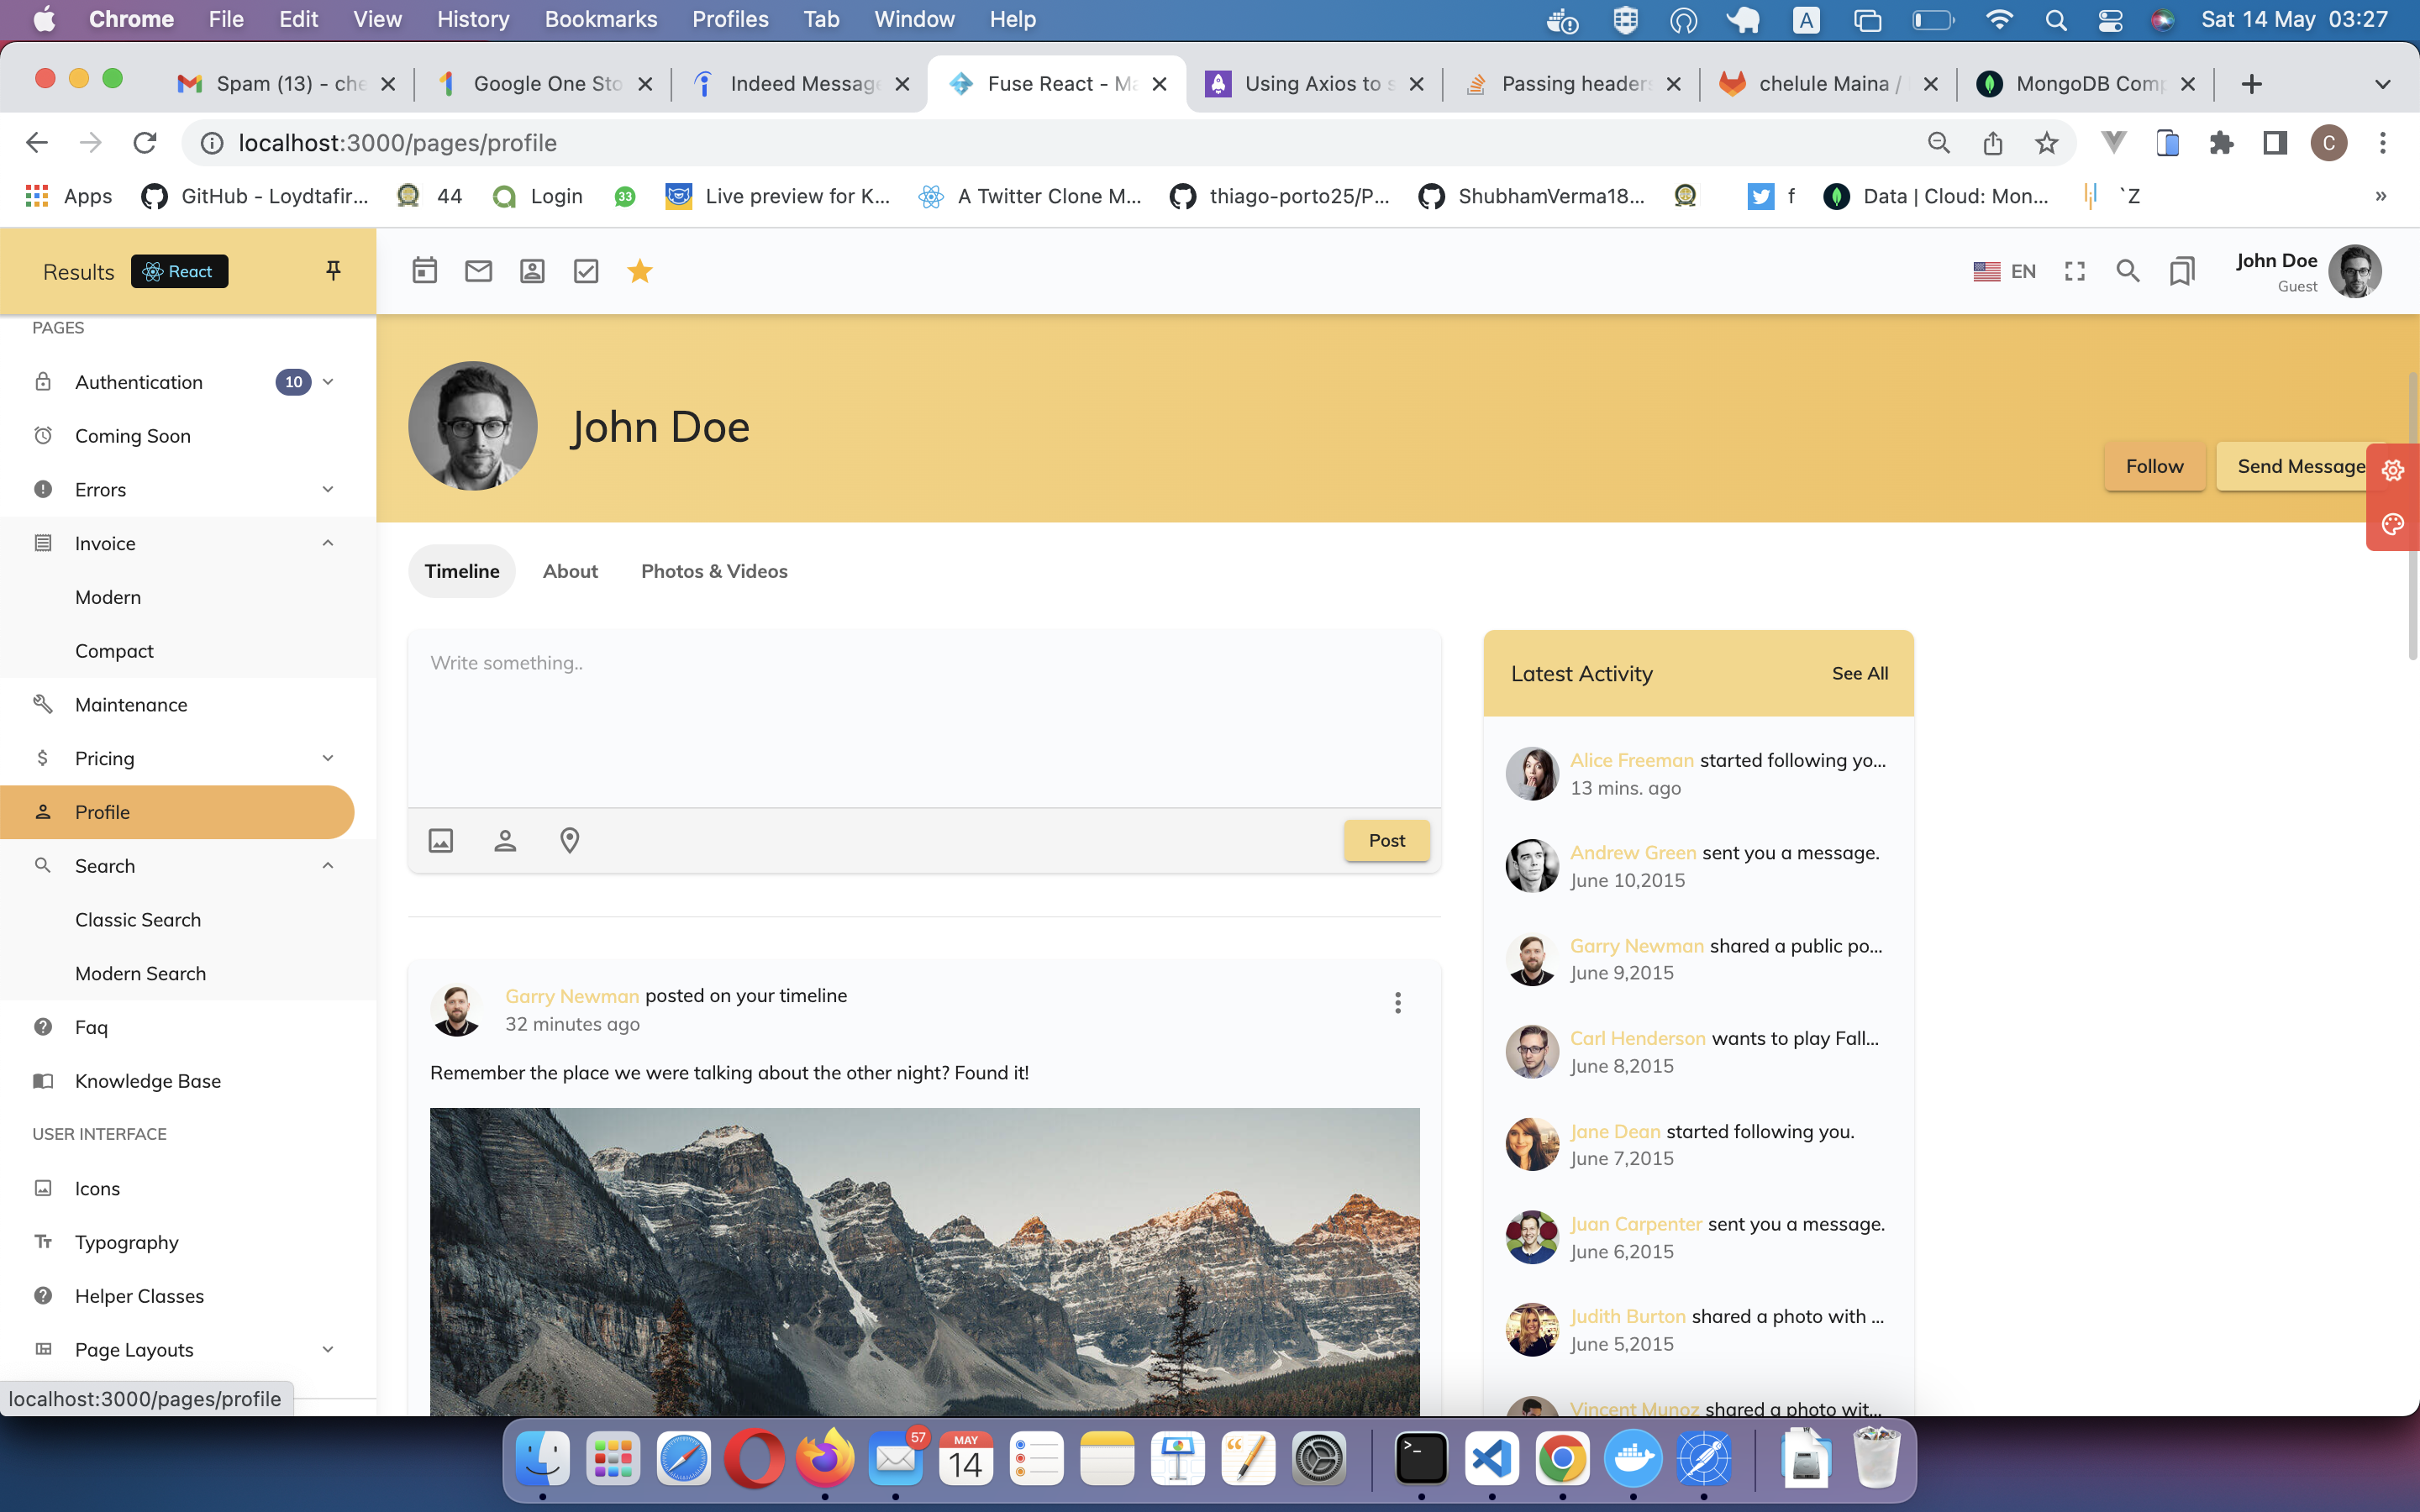 Chrome File Edit View History Bookmarks Profiles Tab Window Help
A
Sat 14 May 03:27
Spam (13) - che
Google One Sto
Indeed Message
Fuse React - Ma
Using Axios to s
Passing headers
chelule Maina /
MongoDB Comp
localhost:3000/pages/profile
C
Apps
GitHub - Loydtafir...
44
Login
33
Live preview for K...
A Twitter Clone M...
thiago-porto25/P...
ShubhamVerma18...
f
Data | Cloud: Mon...
`Z
»
Results
React
EN
John Doe
Guest
PAGES
Authentication
10
Coming Soon
Errors
Invoice
Modern
Compact
Maintenance
Pricing
Profile
Search
Classic Search
Modern Search
Faq
Knowledge Base
USER INTERFACE
Icons
Typography
Helper Classes
Page Layouts
localhost:3000/pages/profile
John Doe
Follow
Send Message
Timeline
About
Photos & Videos
Write something..
Post
Garry Newman posted on your timeline
32 minutes ago
Remember the place we were talking about the other night? Found it!
Latest Activity
See All
Alice Freeman started following yo...
13 mins. ago
Andrew Green sent you a message.
June 10,2015
Garry Newman shared a public po...
June 9,2015
Carl Henderson wants to play Fall...
June 8,2015
Jane Dean started following you.
June 7,2015
Juan Carpenter sent you a message.
June 6,2015
Judith Burton shared a photo with ...
June 5,2015
Vincent Munoz shared a photo wit...
57
MAY
14